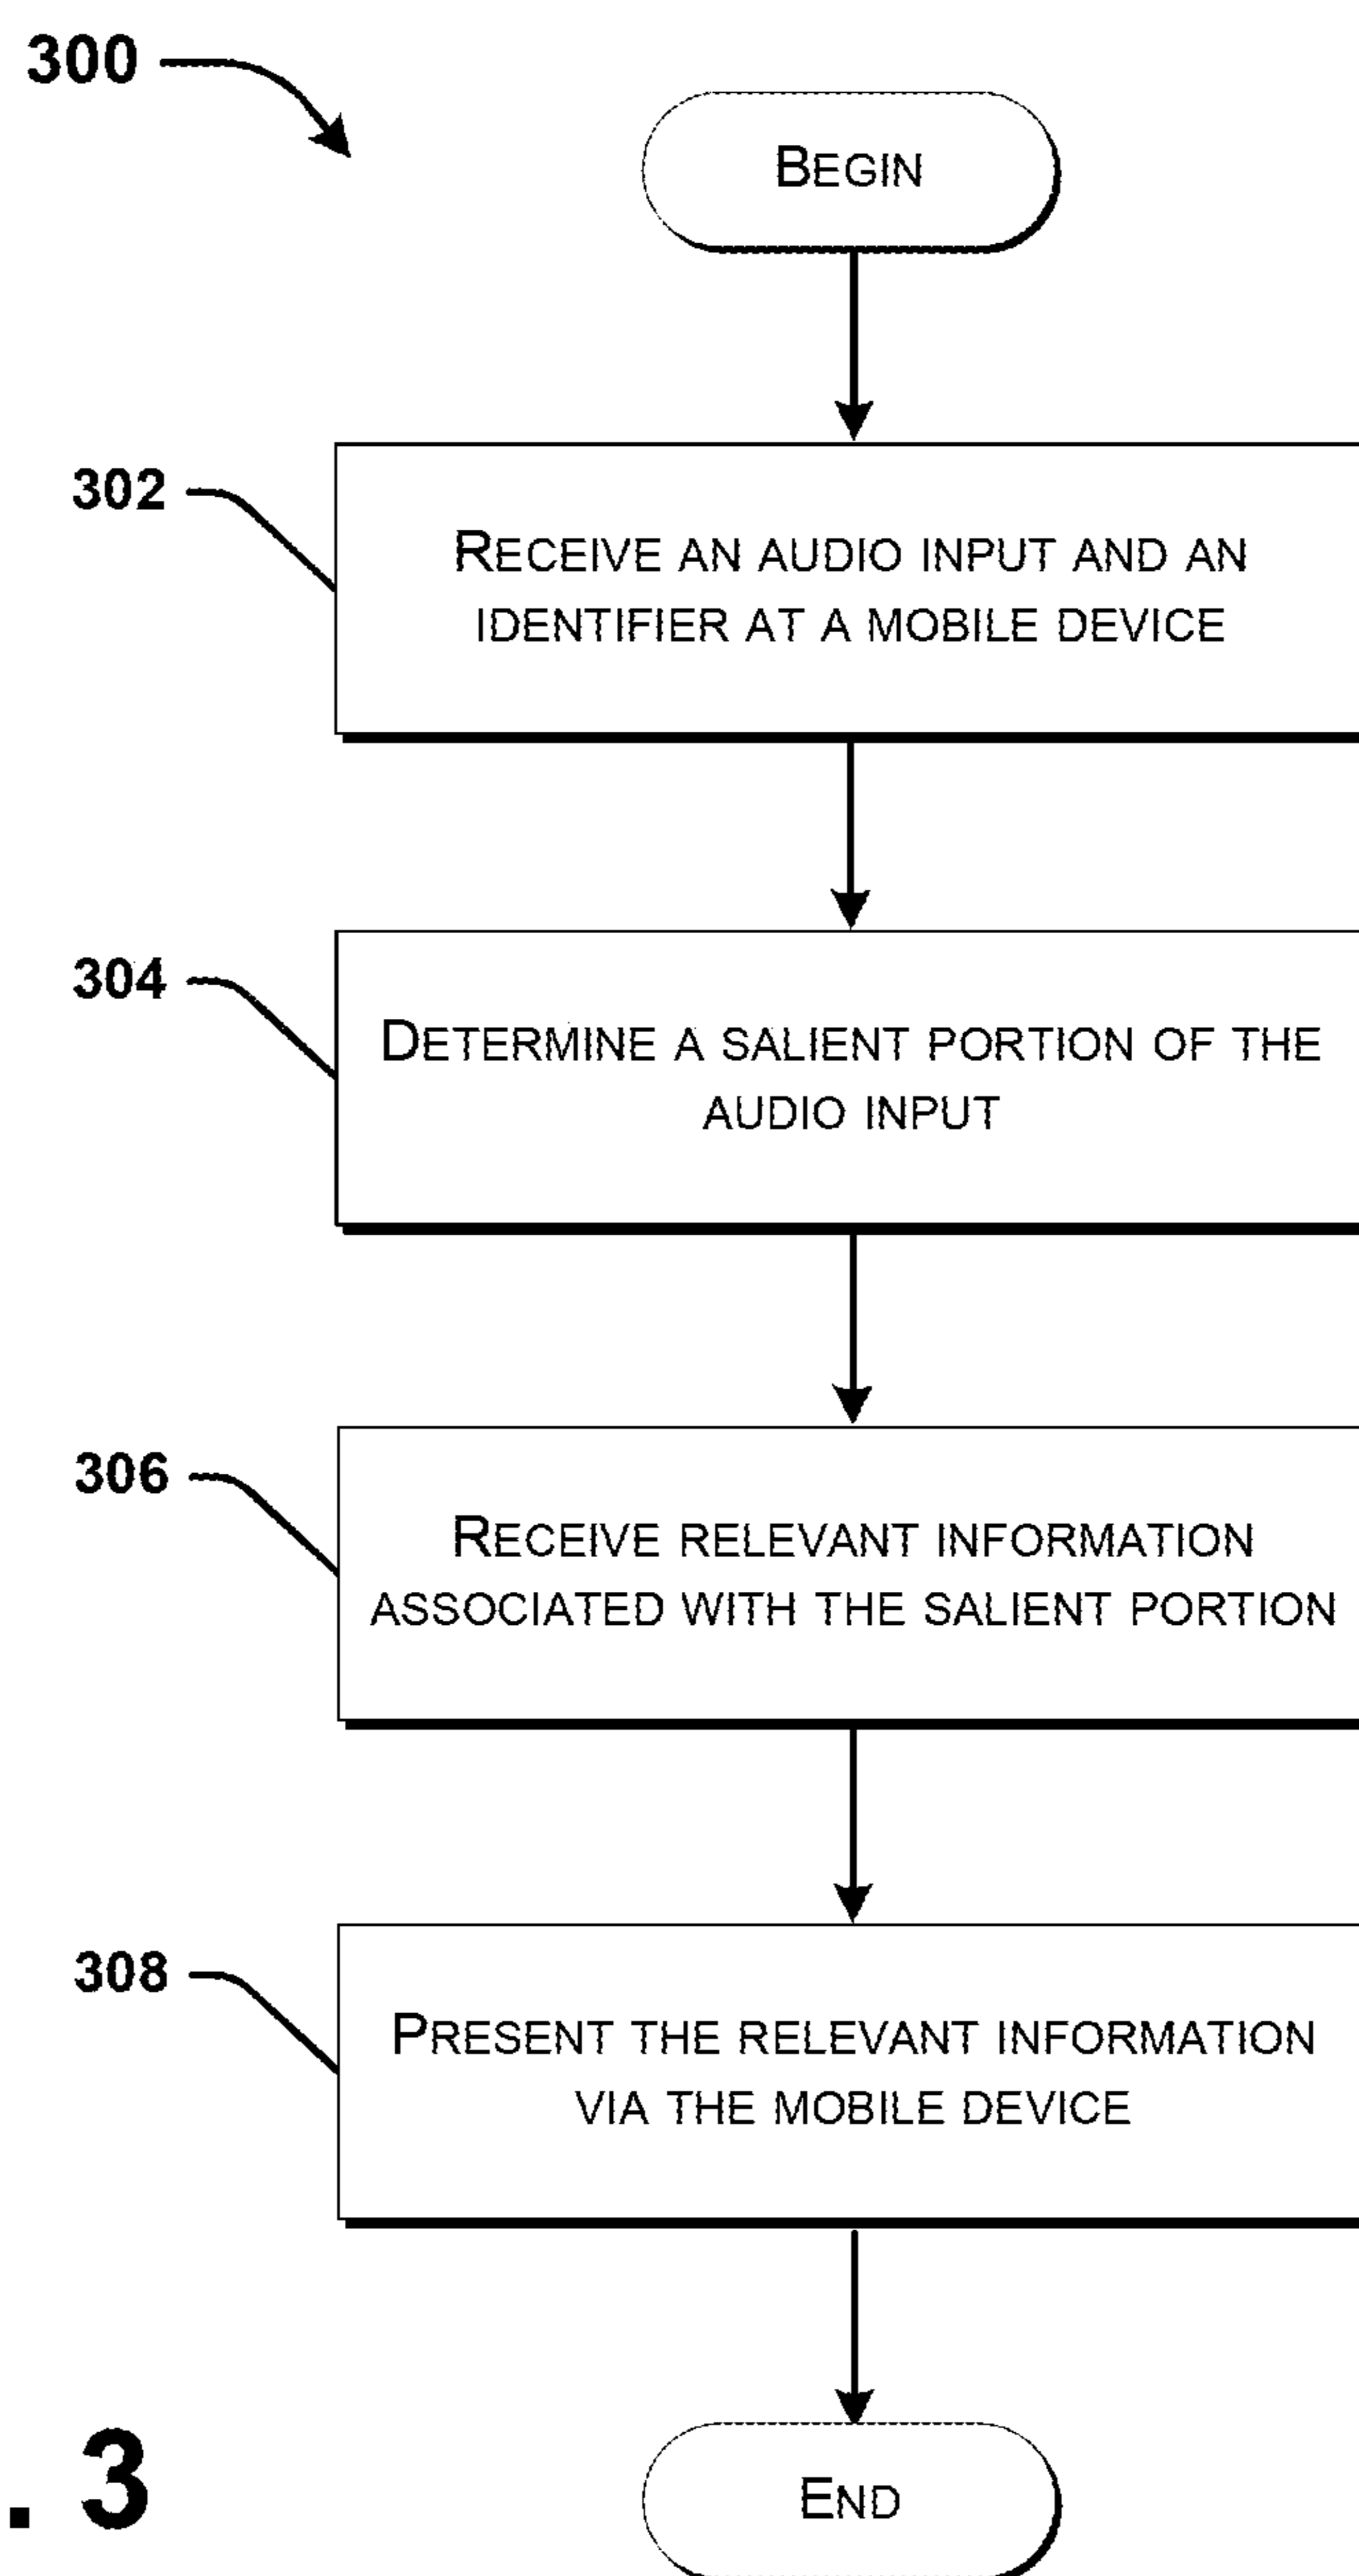 300
BEGIN
302
RECEIVE AN AUDIO INPUT AND AN
IDENTIFIER AT A MOBILE DEVICE
304
DETERMINE A SALIENT PORTION OF THE
AUDIO INPUT
306
RECEIVE RELEVANT INFORMATION
ASSOCIATED WITH THE SALIENT PORTION
308
PRESENT THE RELEVANT INFORMATION
VIA THE MOBILE DEVICE
END
. 3